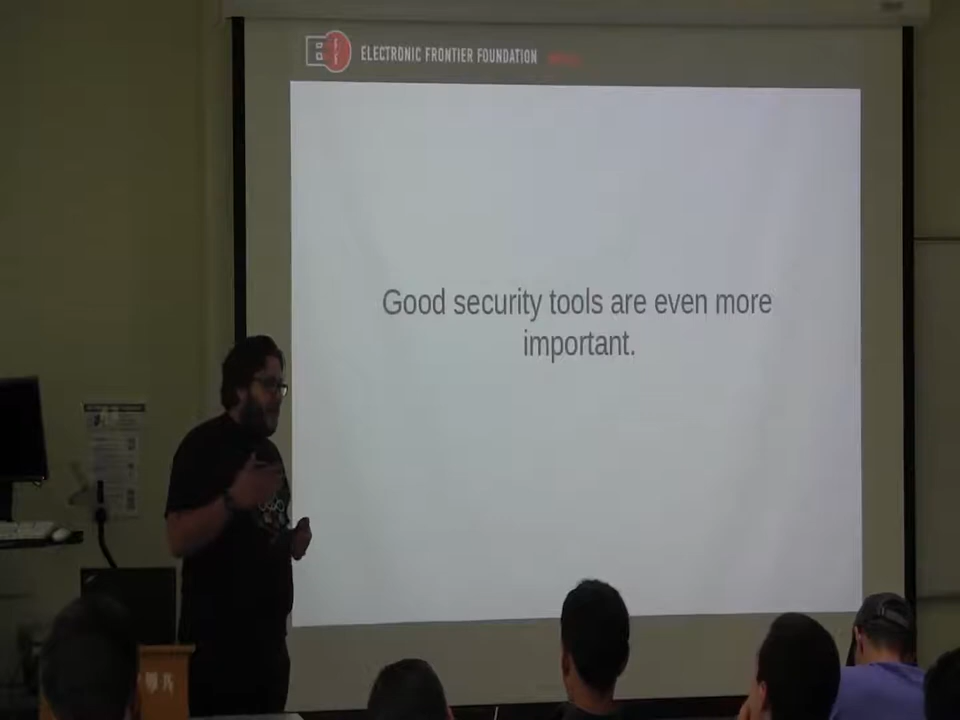 ELECTRONIC FRONTIER FOUNDATION
Good security tools are even more
important.